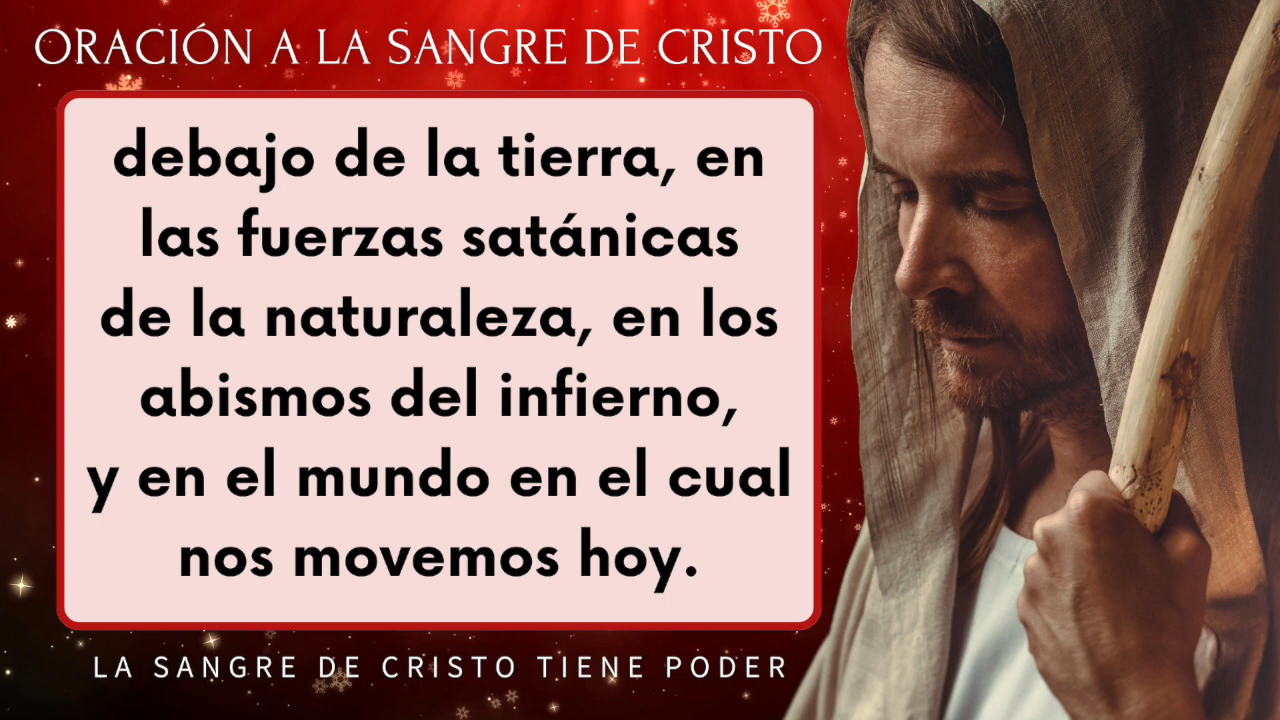 ORACIÓN A LA SANGRE DE CRISTO
debajo de la tierra, en
las fuerzas satánicas
de la naturaleza, en los
abismos del infierno,
y en el mundo en el cual
nos movemos hoy.
LA SANGRE DE CRISTO TIENE PODER